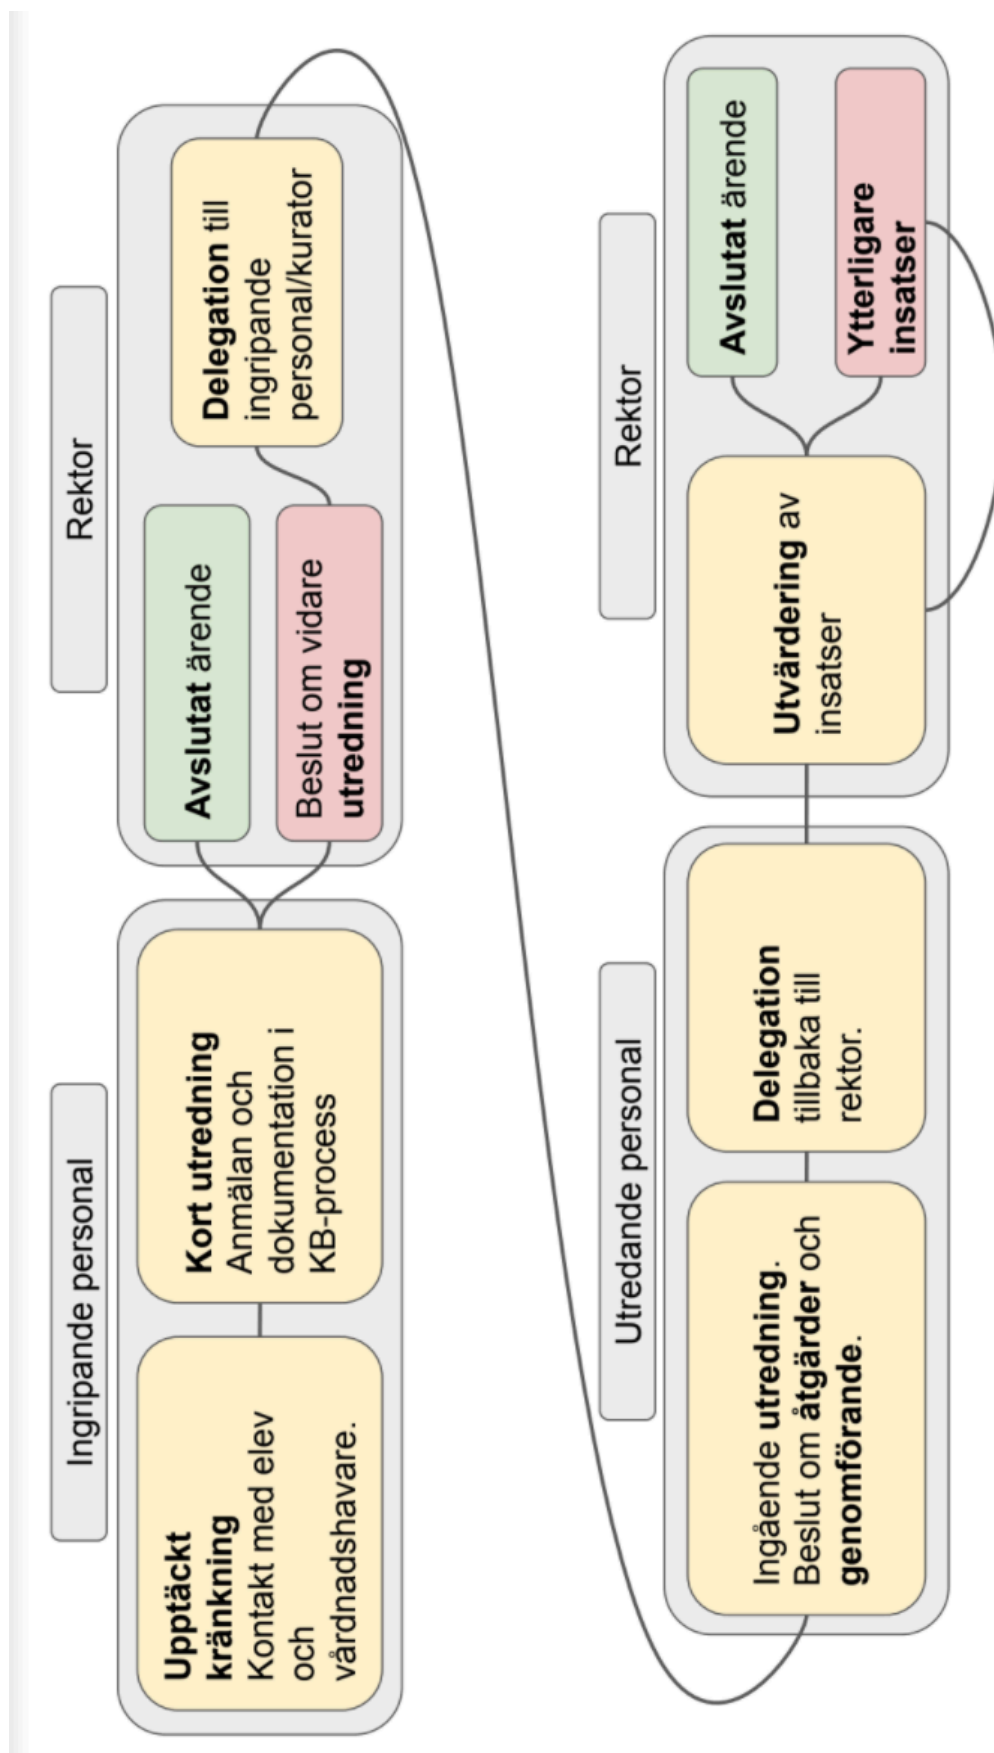 Ingripande personal
Upptäckt
kränkning
Kontakt med elev
och
vårdnadshavare.
Kort utredning
Anmälan och
dokumentation i
KB-process
Rektor
Avslutat ärende
Beslut om vidare
utredning
Delegation till
ingripande
personal/kurator
Utredande personal
Ingående utredning.
Beslut om åtgärder och
genomförande.
Delegation
tillbaka till
rektor.
Rektor
Utvärdering av
insatser
Avslutat ärende
Ytterligare
insatser